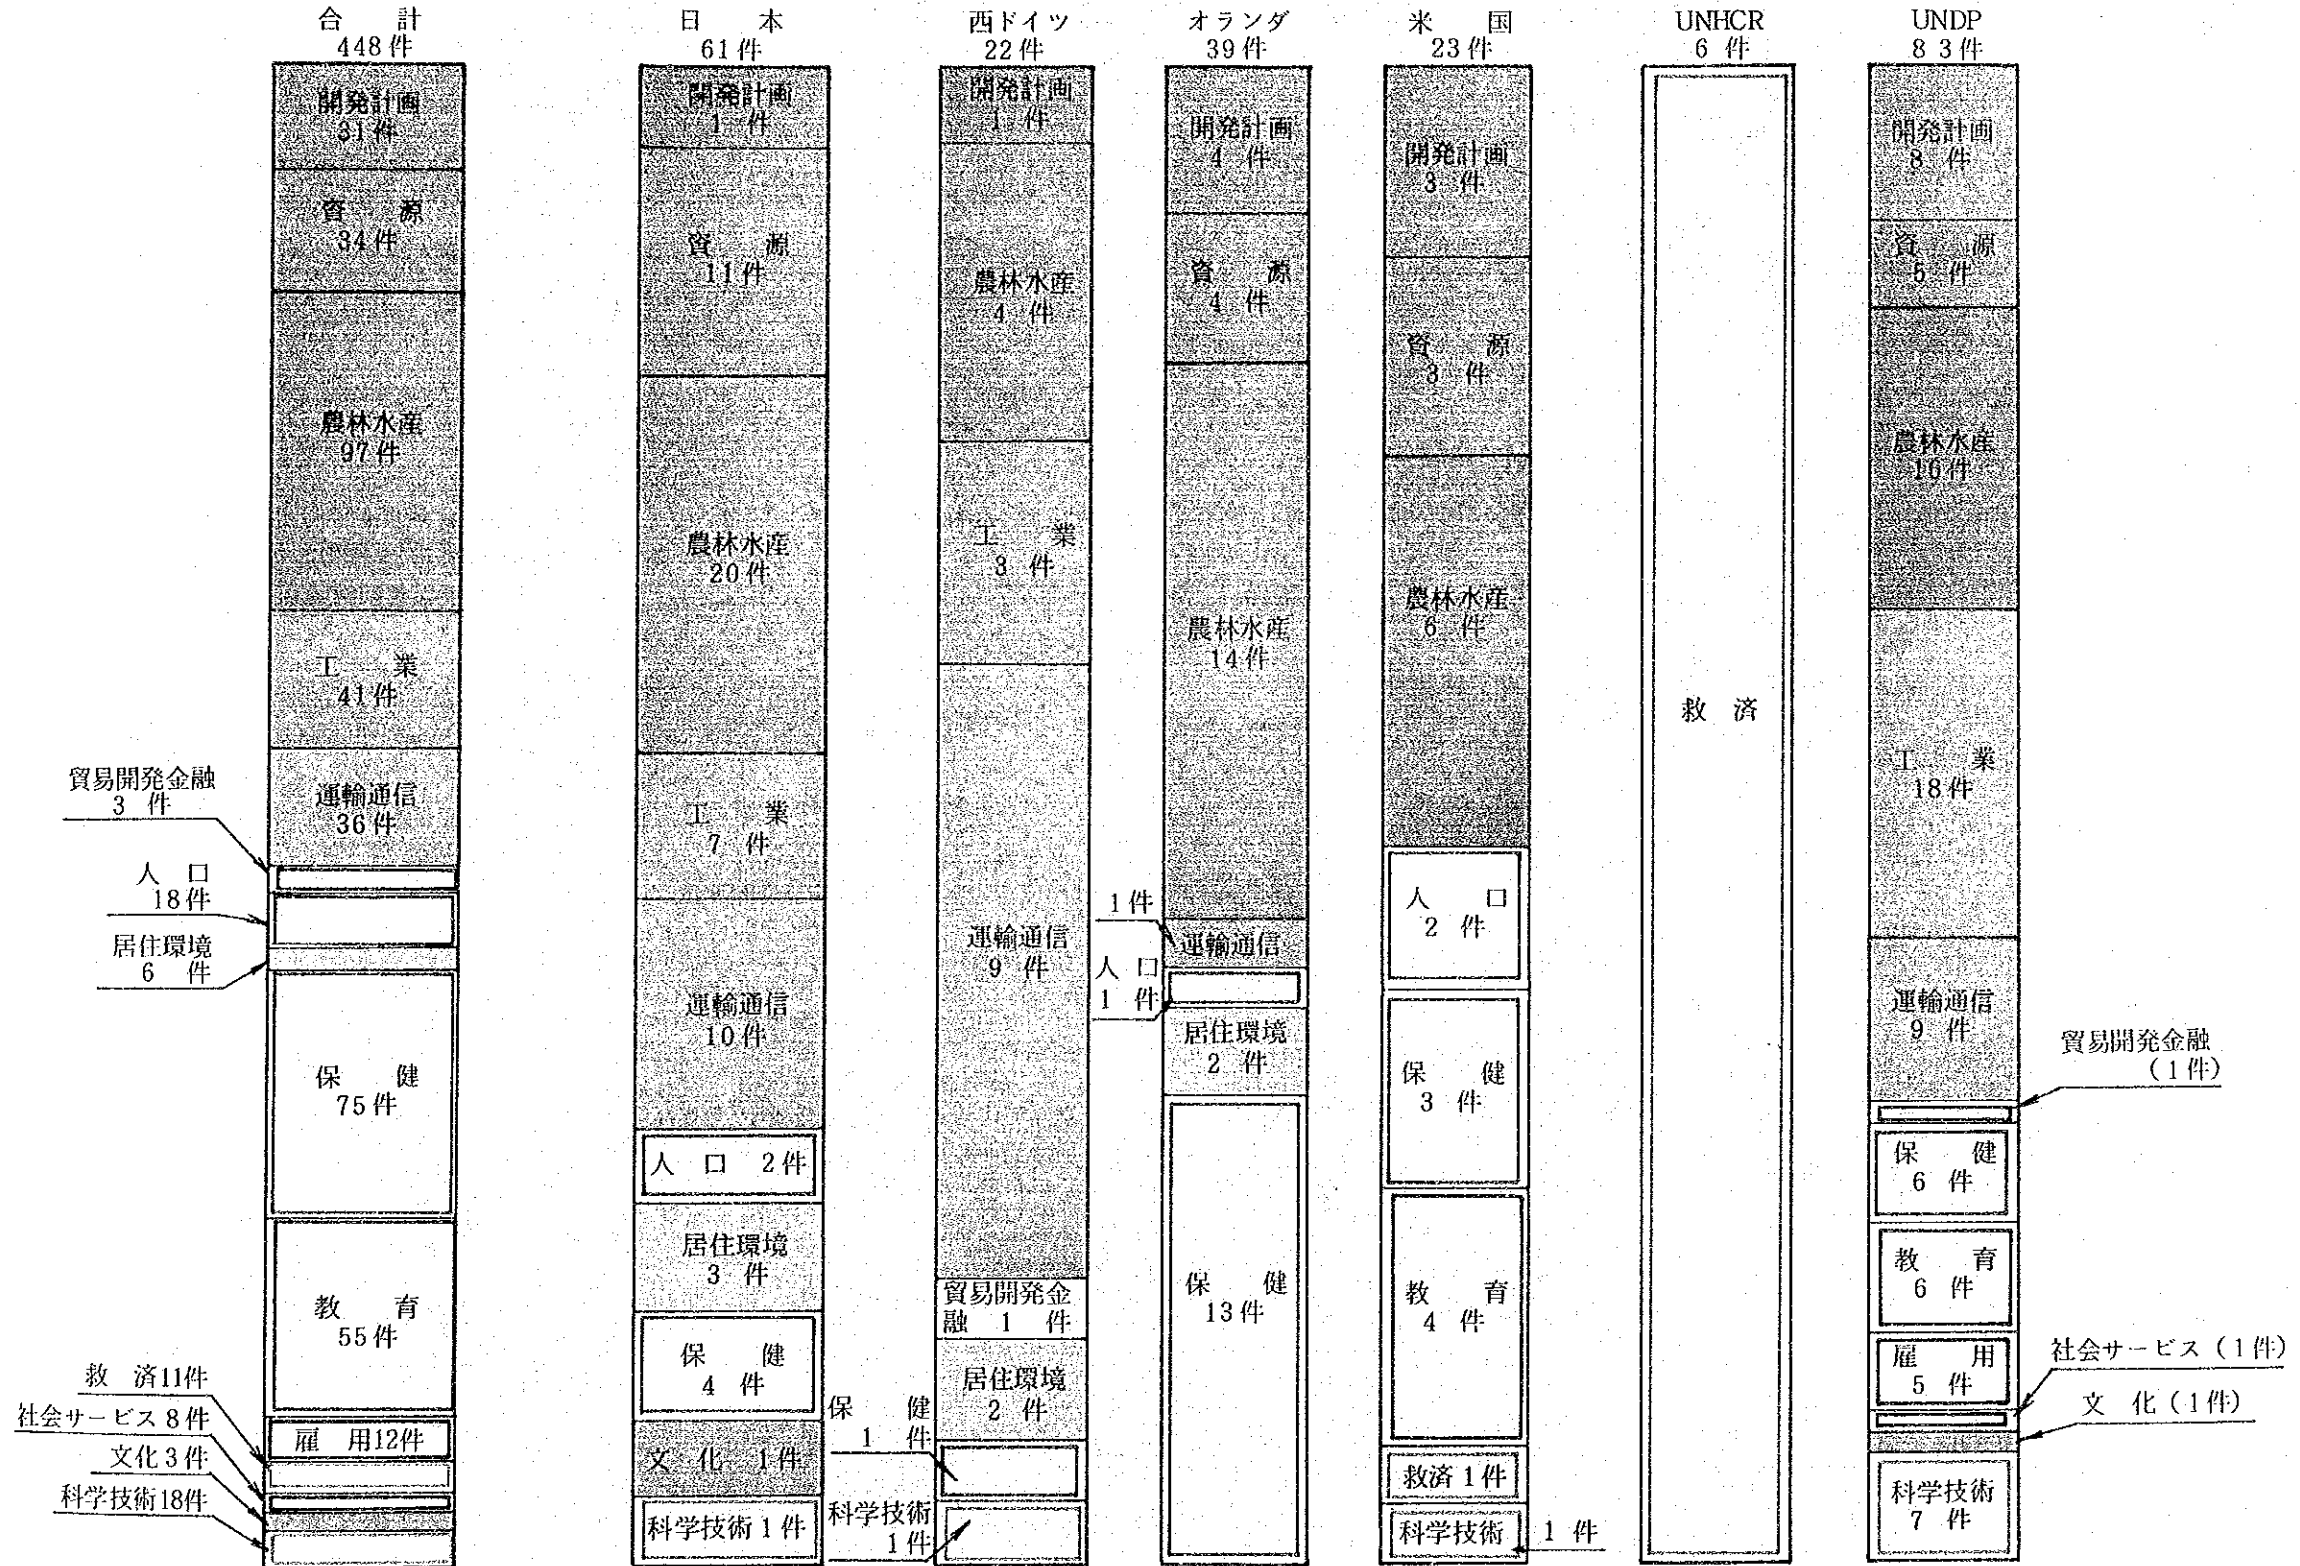 合計
448件
開発計画
31件
資源
34件
農林水産
97件
工業
41件
運輸通信
36件
貿易開発金融
3件
人口
18件
居住環境
6件
保健
75件
教育
55件
雇用12件
救済11件
社会サービス8件
文化3件
科学技術18件
日本
61件
開発計画
1件
資源
11件
農林水産
20件
工業
7件
運輸通信
10件
人口 2件
居住環境
3件
保健
4件
文化 1件
科学技術1件
西ドイツ
22件
開発計画
1件
農林水産
4件
工業
3件
運輸通信
9件
貿易開発金
融 1件
居住環境
2件
保健
1件
科学技術
1件
オランダ
39件
開発計画
4件
資源
4件
農林水産
14件
1件
運輸通信
人口
1件
居住環境
2件
保健
13件
米国
23件
開発計画
3件
資源
3件
農林水産
6件
人口
2件
保健
3件
教育
4件
救済1件
科学技術 1件
UNHCR
6件
救済
UNDP
83件
開発計画
8件
資源
5件
農林水産
16件
工業
18件
運輸通信
9件
貿易開発金融
(1件)
保健
6件
教育
6件
雇用
5件
社会サービス(1件)
文化(1件)
科学技術
7件